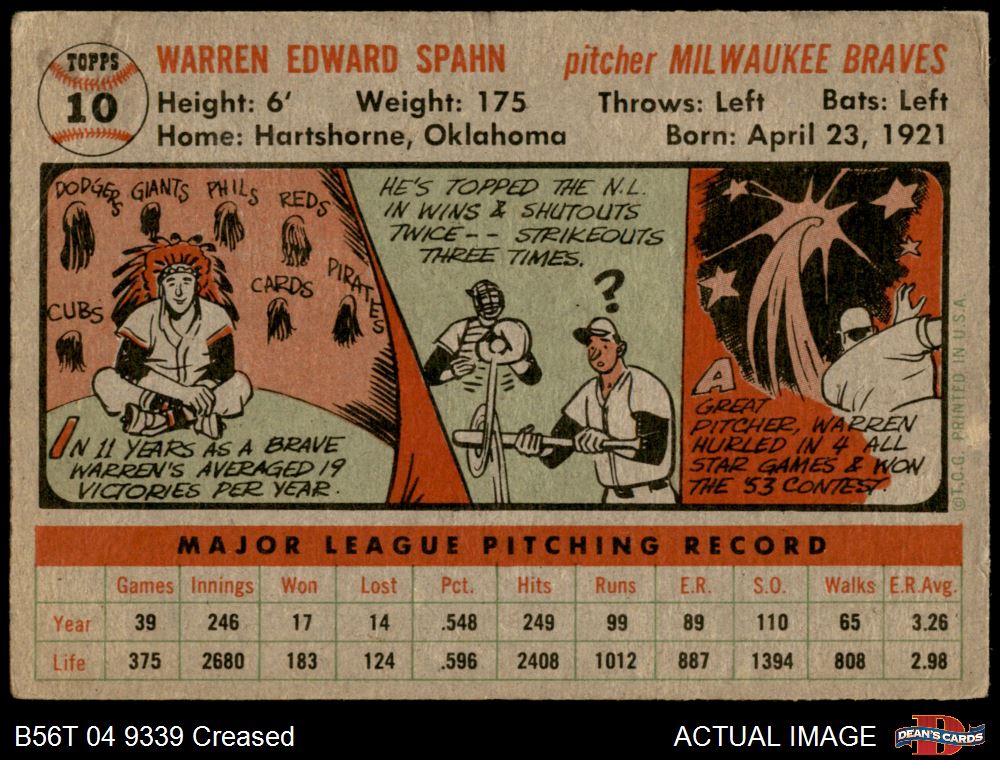 TOPPS
10
WARREN EDWARD SPAHN pitcher MILWAUKEE BRAVES
Height: 6' Weight: 175 Throws: Left Bats: Left
Home: Hartshorne, Oklahoma Born: April 23, 1921
DODGERS GIANTS PHILS REDS
CUBS CARDS PIRATES
IN 11 YEARS AS A BRAVE
WARREN'S AVERAGED 19
VICTORIES PER YEAR.
HE'S TOPPED THE N.L.
IN WINS & SHUTOUTS
TWICE -- STRIKEOUTS
THREE TIMES.
?
A
GREAT
PITCHER, WARREN
HURLED IN 4 ALL
STAR GAMES & WON
THE '53 CONTEST.
©T.C.G. PRINTED IN U.S.A.
MAJOR LEAGUE PITCHING RECORD
Games Innings Won Lost Pct. Hits Runs E.R. S.O. Walks E.R.Avg.
Year 39 246 17 14 .548 249 99 89 110 65 3.26
Life 375 2680 183 124 .596 2408 1012 887 1394 808 2.98
B56T 04 9339 Creased ACTUAL IMAGE
D
DEAN'S CARDS